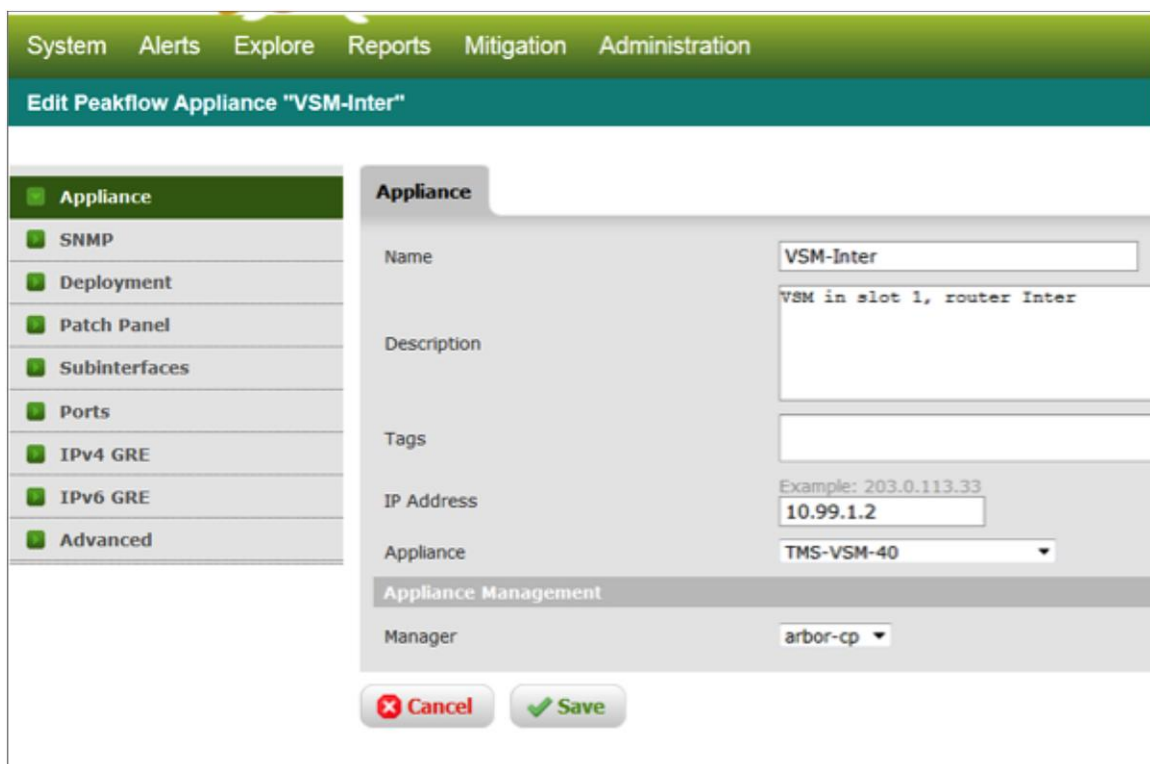 System Alerts Explore Reports Mitigation Administration
Edit Peakflow Appliance "VSM-Inter"
Appliance
SNMP
Deployment
Patch Panel
Subinterfaces
Ports
IPv4 GRE
IPv6 GRE
Advanced
Appliance
Name VSM-Inter
Description VSM in slot 1, router Inter
Tags
Example: 203.0.113.33
IP Address 10.99.1.2
Appliance TMS-VSM-40
Appliance Management
Manager arbor-cp
Cancel Save